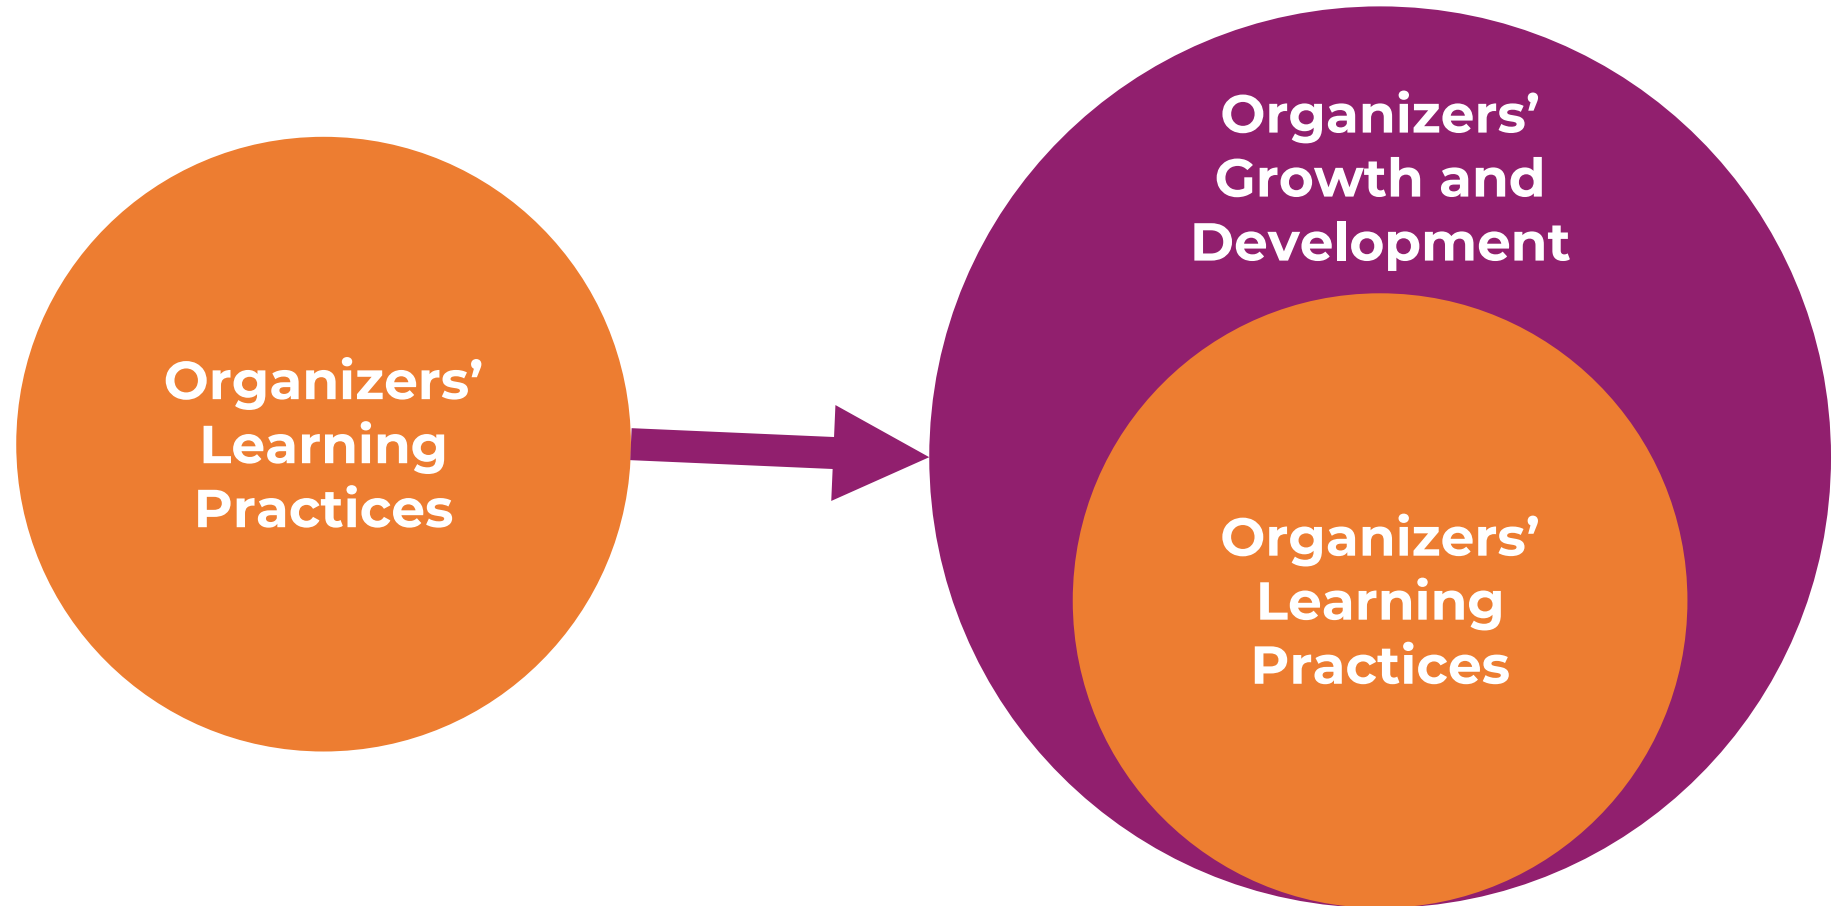 Organizers’
Learning
Practices
Organizers’
Growth and
Development
Organizers’
Learning
Practices